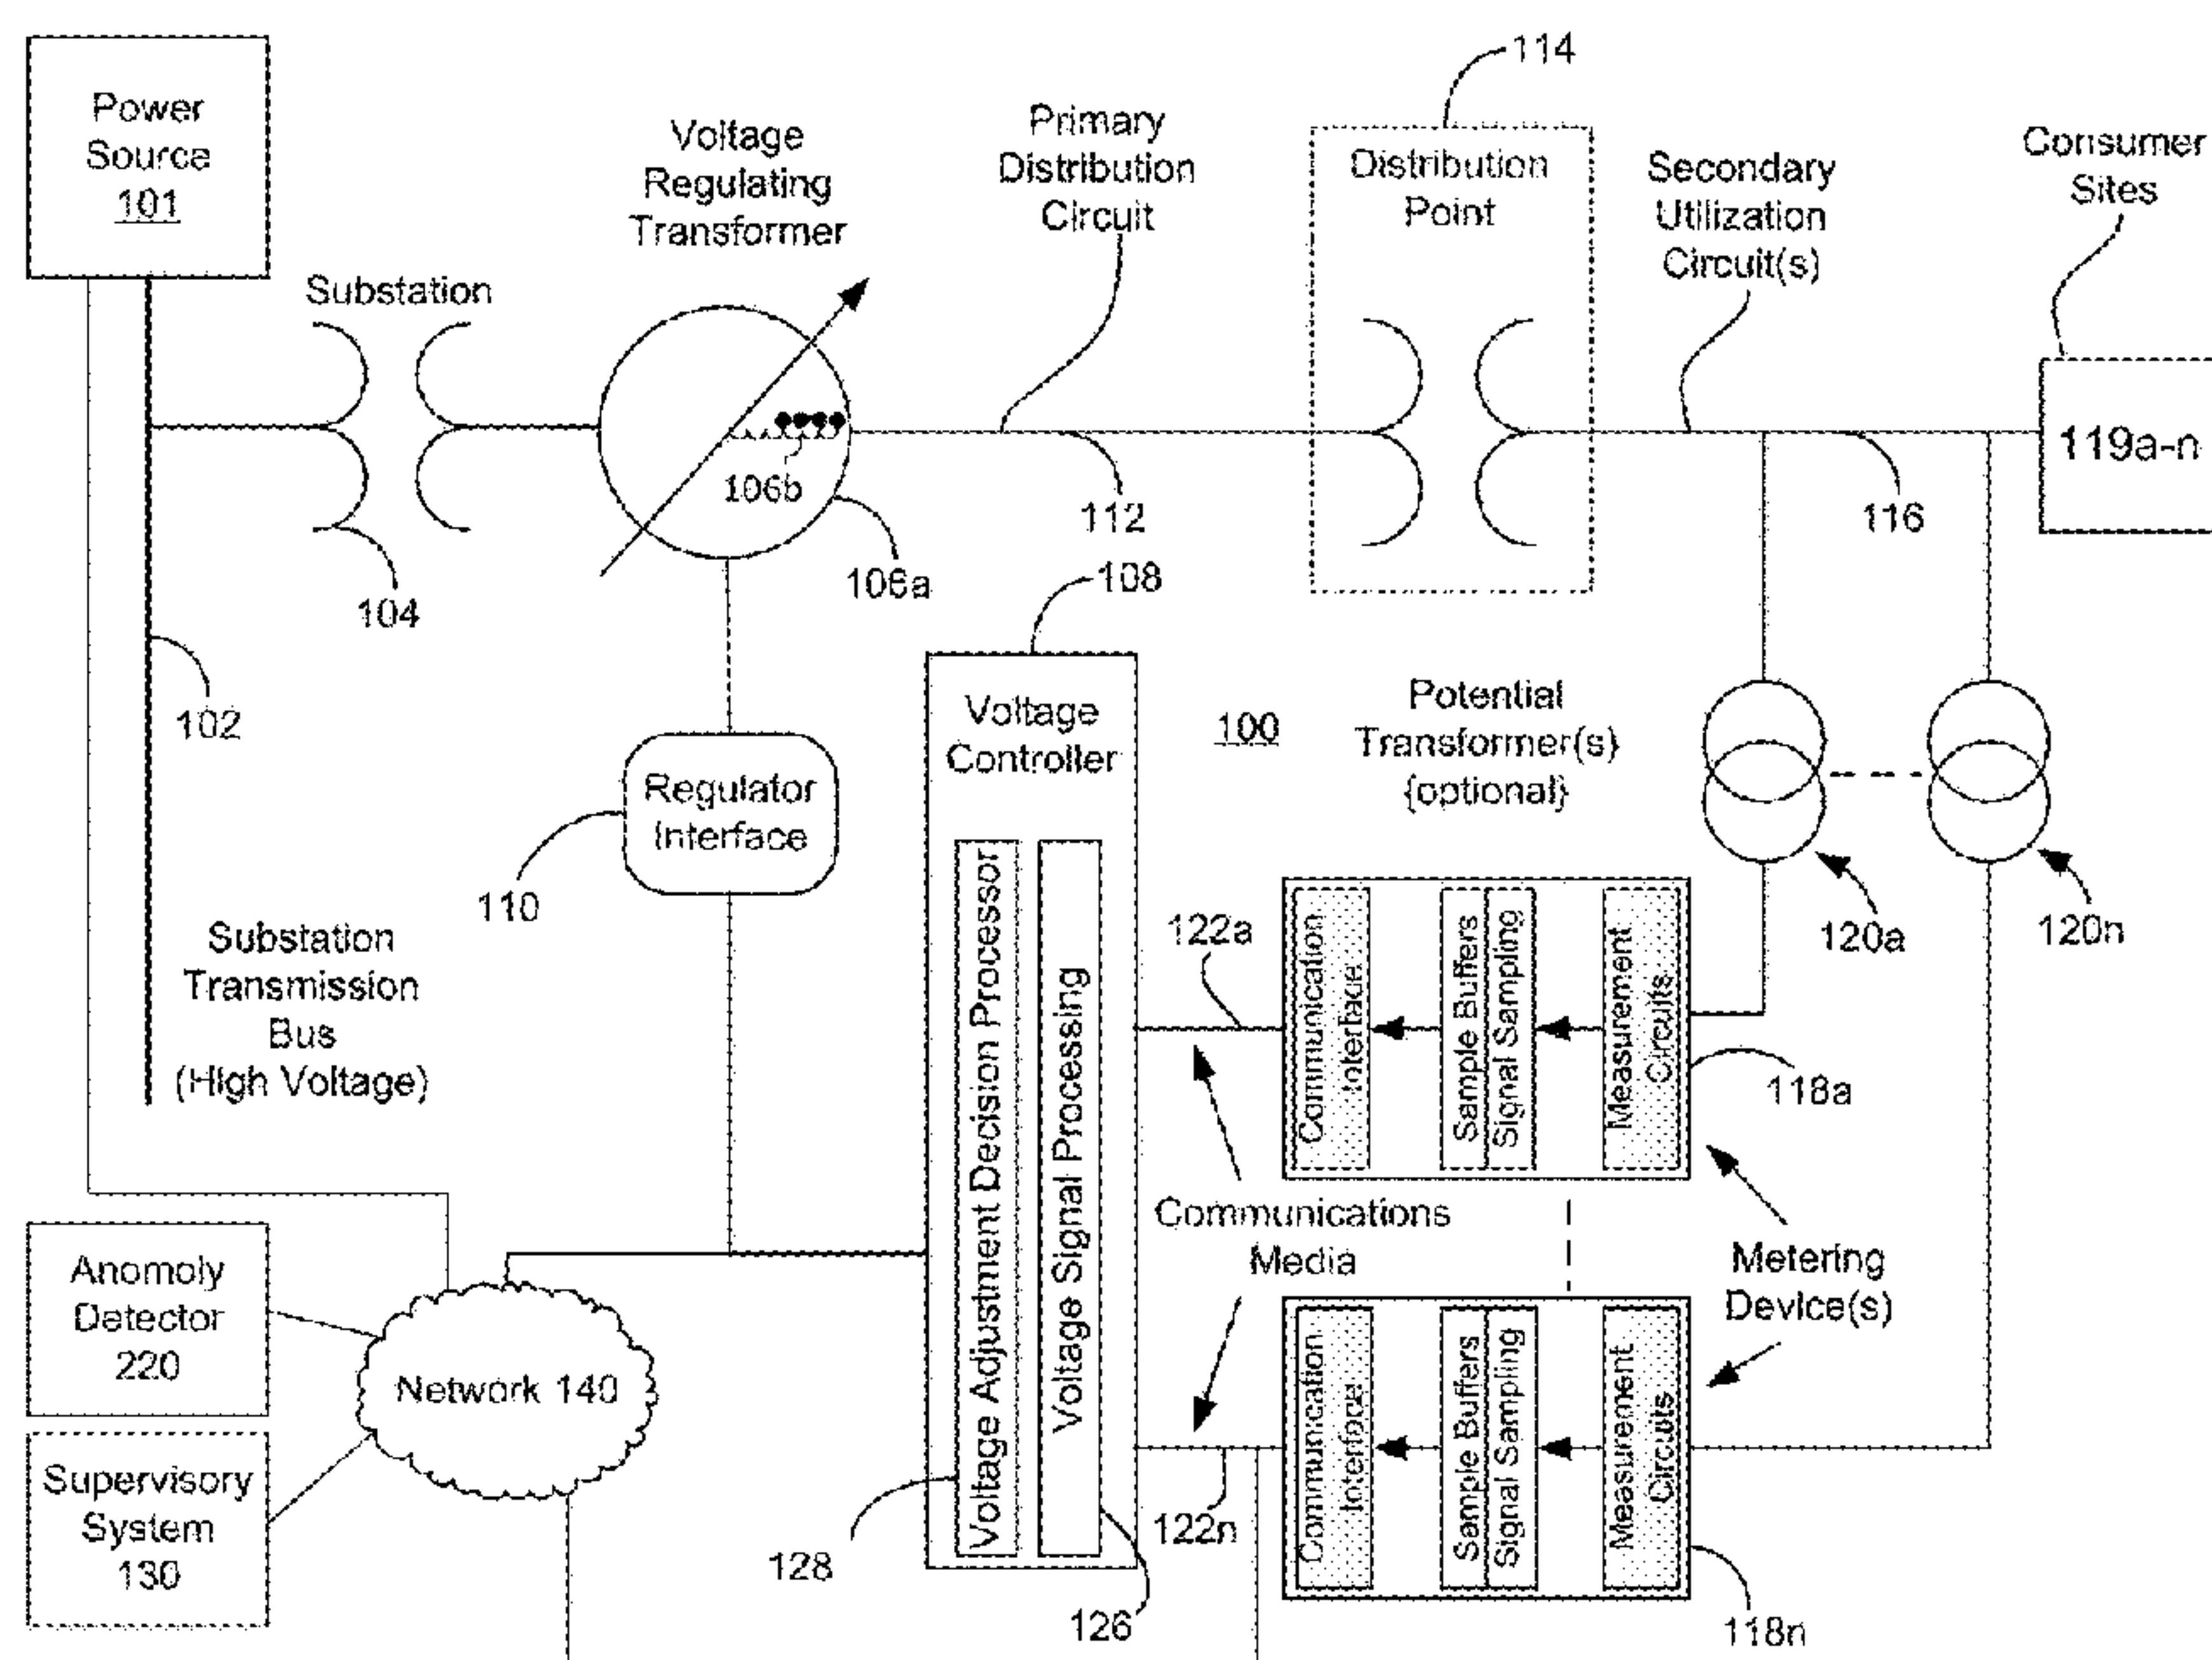 114
Power
Source
101
Voltage
Regulating
Transformer
Primary
Distribution
Circuit
Distribution
Point
Secondary
Utilization
Circuit(s)
Consumer
Sites
Substation
106b
119a-n
112
116
106a
104
108
102
Voltage
Controller
100
Potential
Transformer(s)
{optional}
Regulator
Interface
110
120a
120n
Substation
Transmission
Bus
(High Voltage)
122a
Voltage Adjustment Decision Processor
Voltage Signal Processing
Communication
Interface
Sample Buffers
Signal Sampling
Measurement
Circuits
118a
Communications
Media
Metering
Device(s)
Anomoly
Detector
220
Network 140
Supervisory
System
130
Communication
Interface
Sample Buffers
Signal Sampling
Measurement
Circuits
122n
128
126
118n